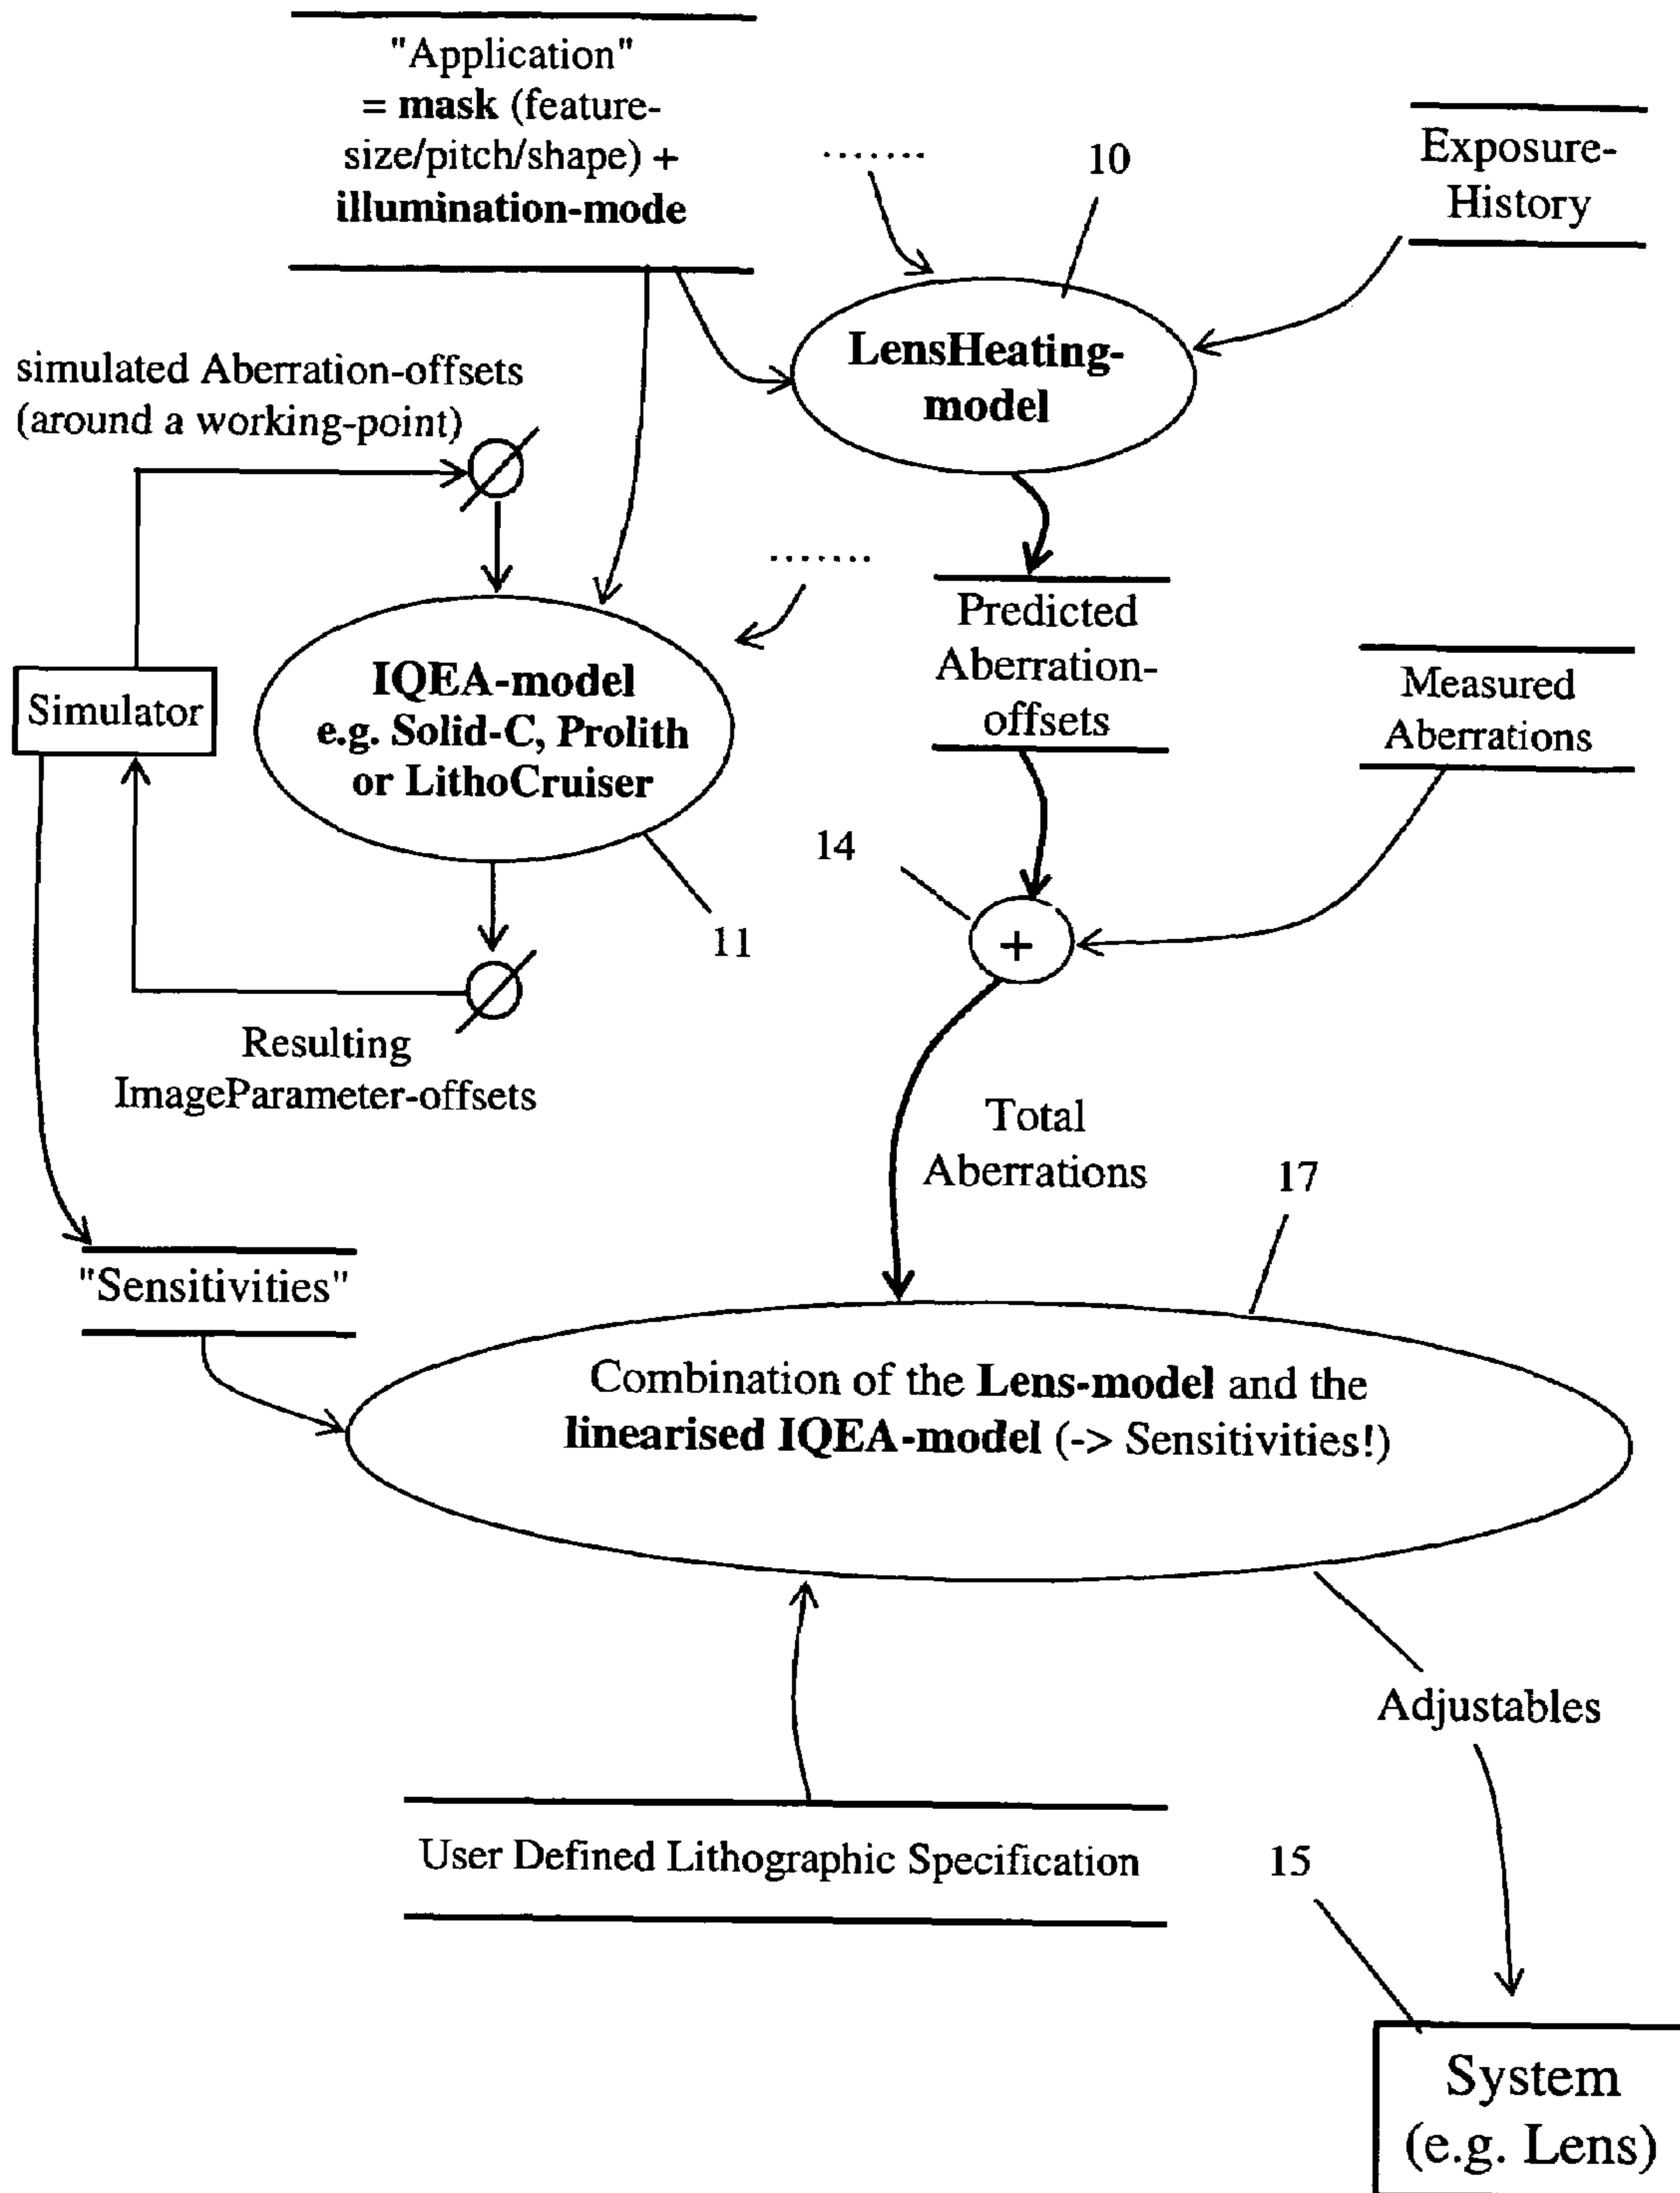 "Application"
= mask (feature-
size/pitch/shape) +
illumination-mode
.......
10
Exposure-
History
LensHeating-
model
simulated Aberration-offsets
(around a working-point)
.......
Predicted
Aberration-
offsets
Measured
Aberrations
Simulator
IQEA-model
e.g. Solid-C, Prolith
or LithoCruiser
11
14
+
Resulting
ImageParameter-offsets
Total
Aberrations
17
"Sensitivities"
Combination of the Lens-model and the
linearised IQEA-model (-> Sensitivities!)
Adjustables
User Defined Lithographic Specification
15
System
(e.g. Lens)